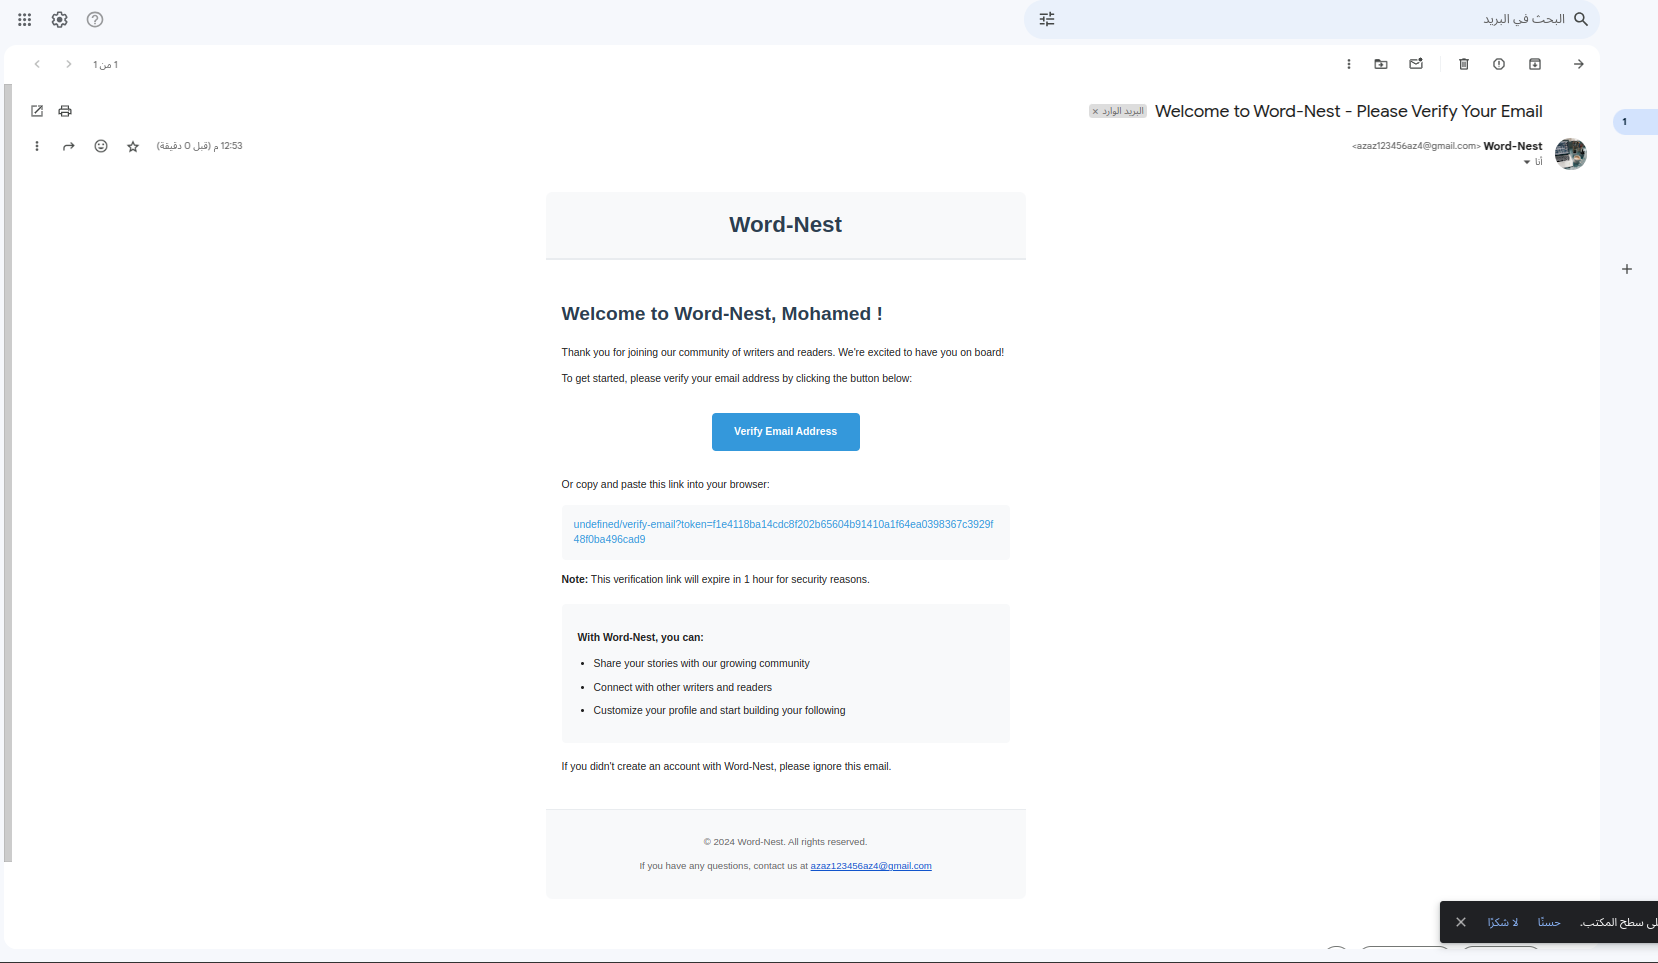 البحث في البريد
1 من 1
Welcome to Word-Nest - Please Verify Your Email
البريد الوارد ×
1
Word-Nest <azaz123456az4@gmail.com>
12:53 م (قبل 0 دقيقة)
أنا
Word-Nest
Welcome to Word-Nest, Mohamed !
Thank you for joining our community of writers and readers. We're excited to have you on board!
To get started, please verify your email address by clicking the button below:
Verify Email Address
Or copy and paste this link into your browser:
undefined/verify-email?token=f1e4118ba14cdc8f202b65604b91410a1f64ea0398367c3929f
48f0ba496cad9
Note: This verification link will expire in 1 hour for security reasons.
With Word-Nest, you can:
• Share your stories with our growing community
• Connect with other writers and readers
• Customize your profile and start building your following
If you didn't create an account with Word-Nest, please ignore this email.
© 2024 Word-Nest. All rights reserved.
If you have any questions, contact us at azaz123456az4@gmail.com
سطح المكتب. حسنًا لا شكرًا